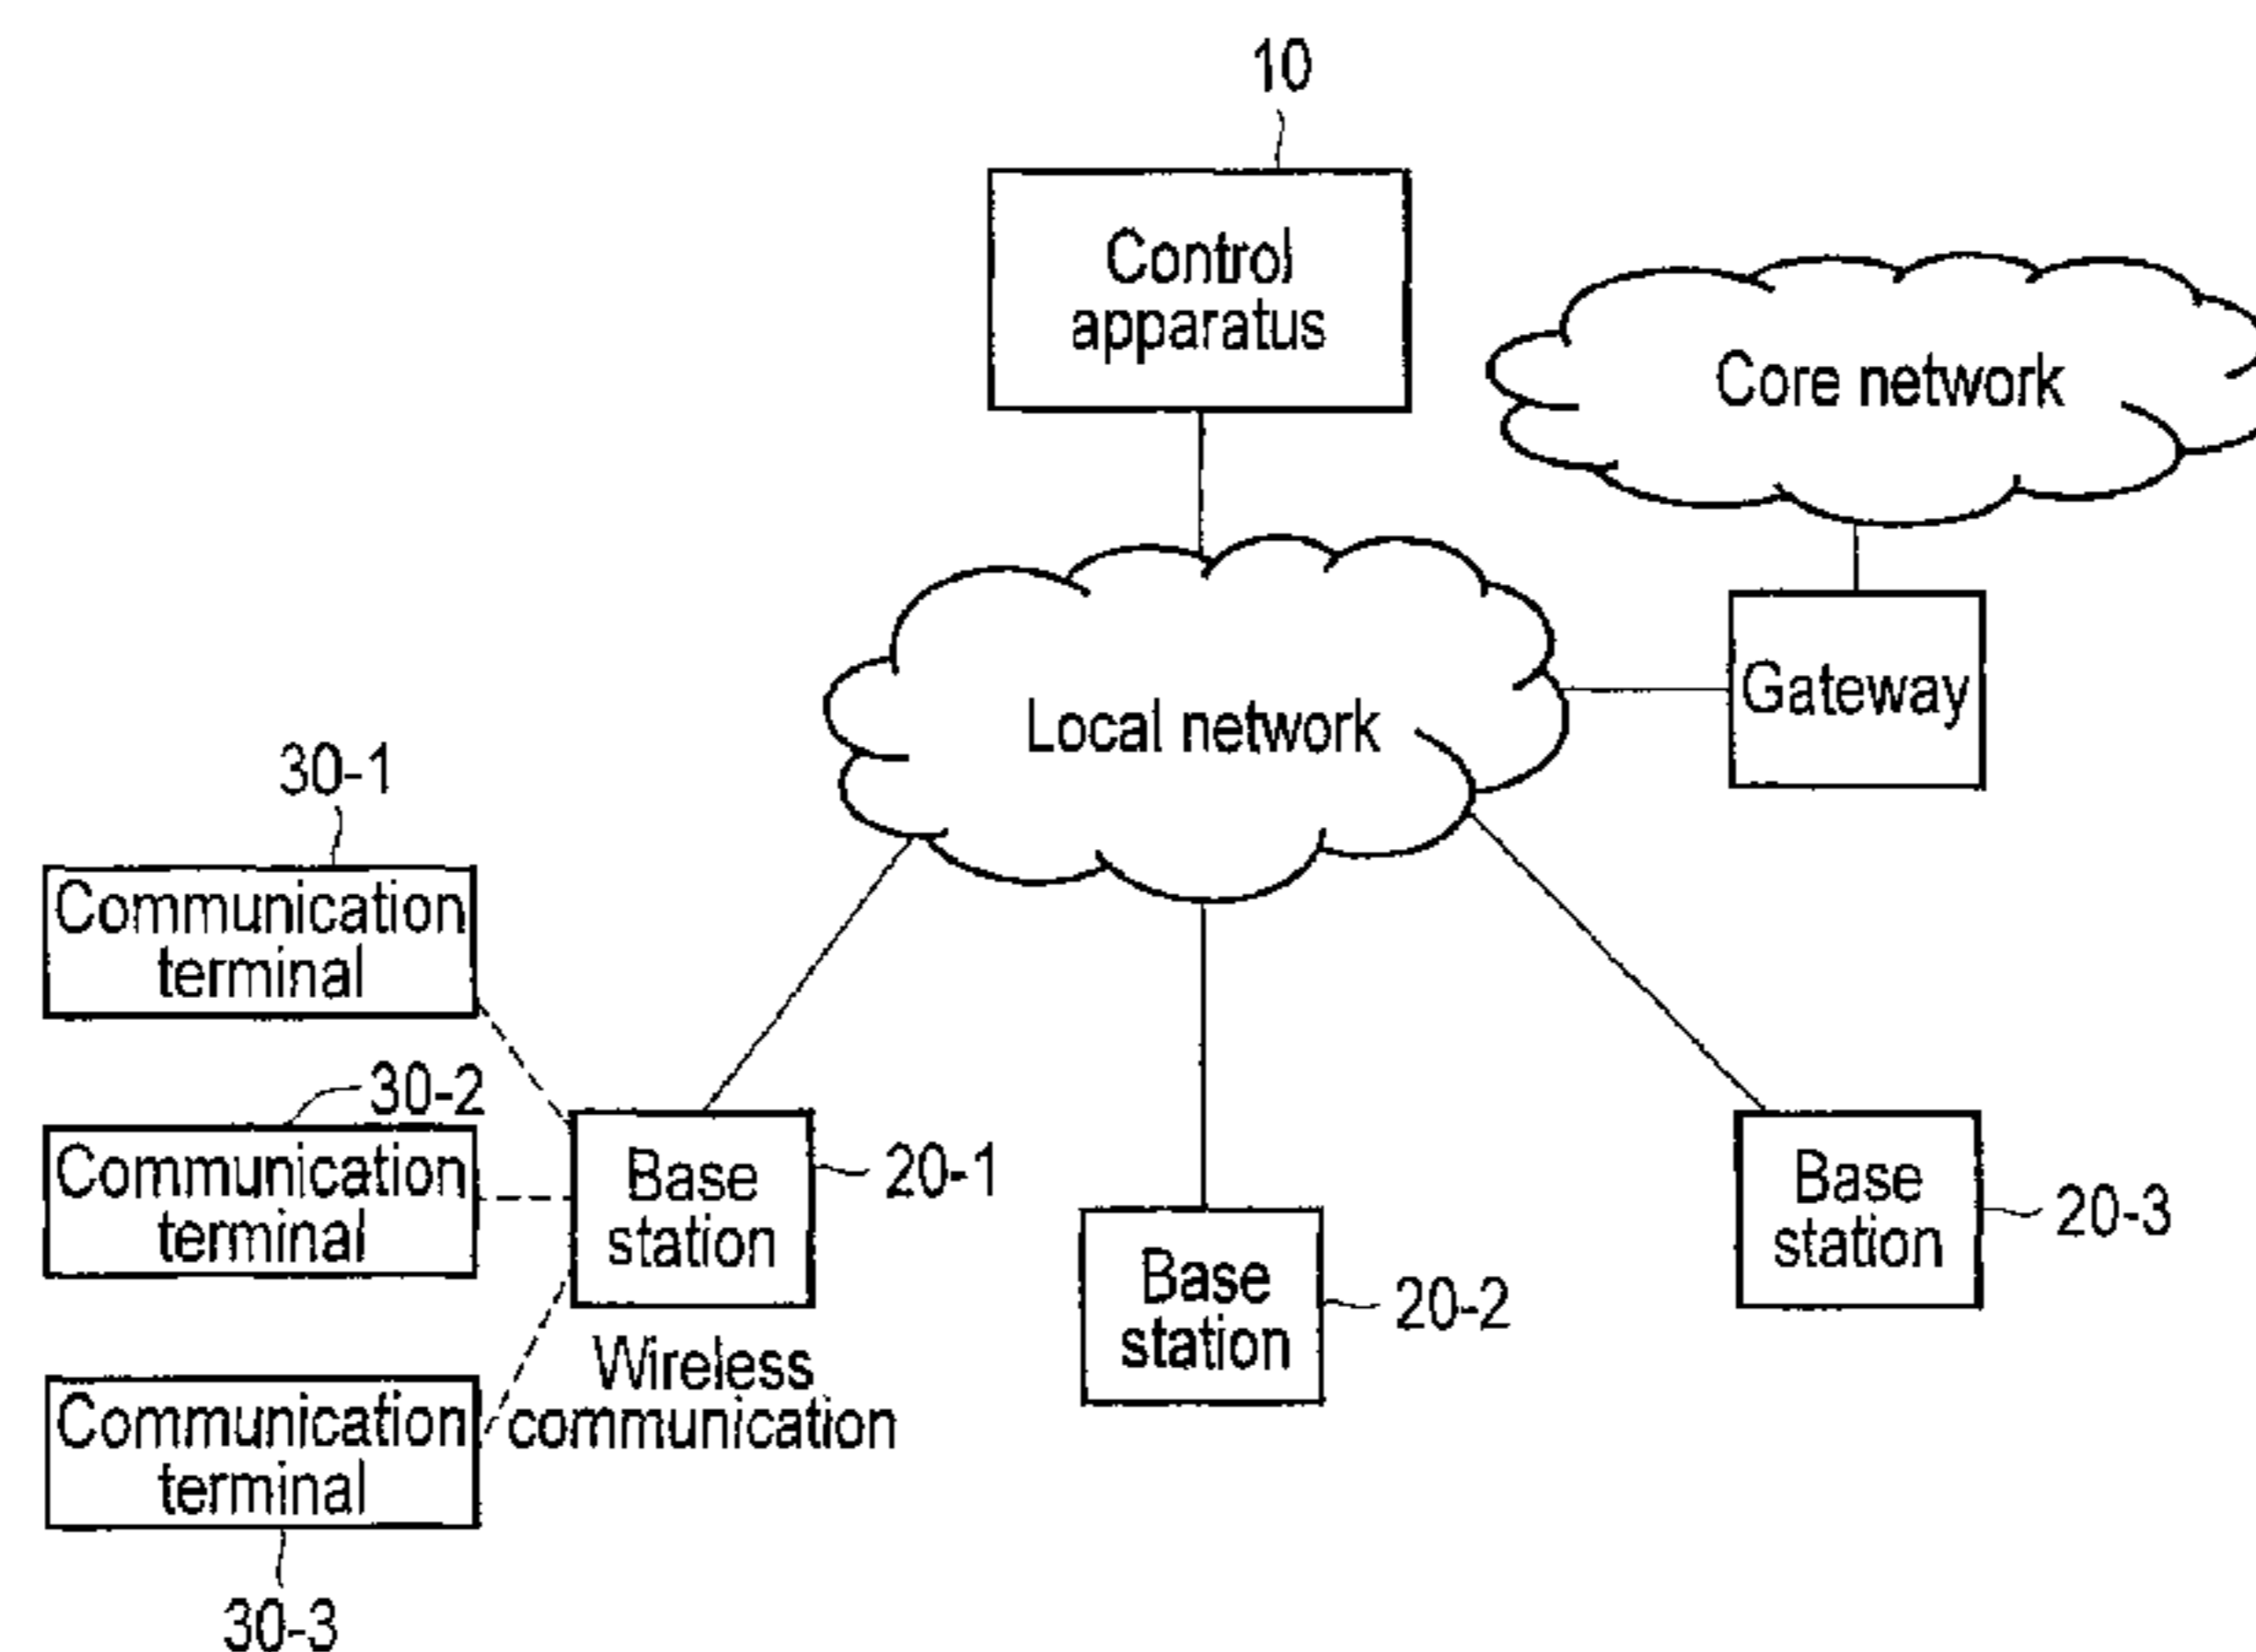 10
Control
apparatus
Core network
Gateway
Local network
30-1
Communication
terminal
30-2
Communication
terminal
Base
station
20-1
Base
station
20-3
Base
station
20-2
Wireless
communication
Communication
terminal
30-3